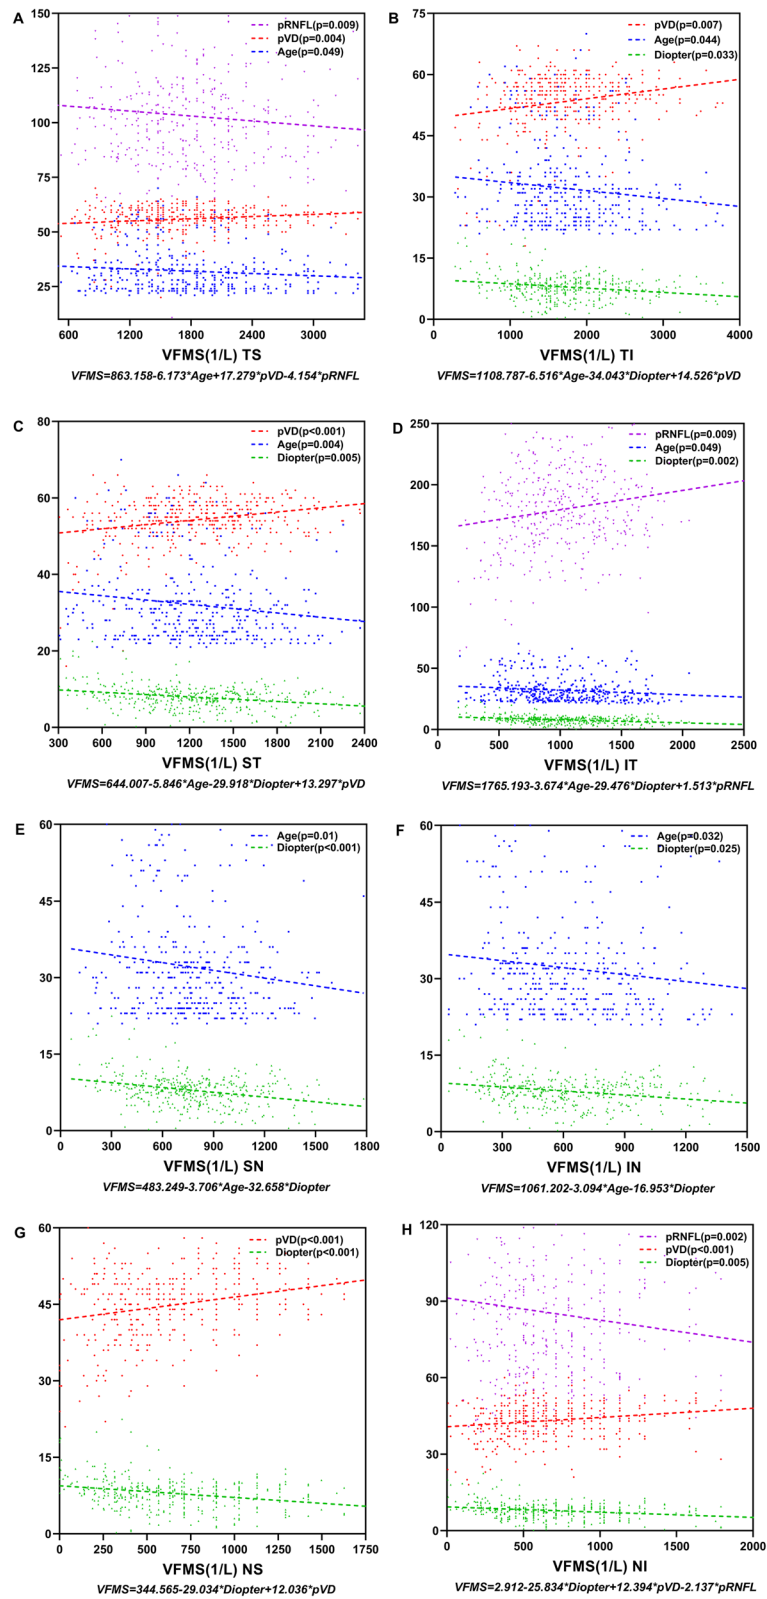 A
150
125
100
75
50
25
600 1200 1800 2400 3000
pRNFL(p=0.009)
pVD(p=0.004)
Age(p=0.049)
VFMS(1/L) TS
VFMS=863.158-6.173*Age+17.279*pVD-4.154*pRNFL
B
75
60
45
30
15
0
0 1000 2000 3000 4000
pVD(p=0.007)
Age(p=0.044)
Diopter(p=0.033)
VFMS(1/L) TI
VFMS=1108.787-6.516*Age-34.043*Diopter+14.526*pVD
C
80
60
40
20
0
300 600 900 1200 1500 1800 2100 2400
pVD(p<0.001)
Age(p=0.004)
Diopter(p=0.005)
VFMS(1/L) ST
VFMS=644.007-5.846*Age-29.918*Diopter+13.297*pVD
D
250
200
150
100
50
0
0 500 1000 1500 2000 2500
pRNFL(p=0.009)
Age(p=0.049)
Diopter(p=0.002)
VFMS(1/L) IT
VFMS=1765.193-3.674*Age-29.476*Diopter+1.513*pRNFL
E
60
45
30
15
0
0 300 600 900 1200 1500 1800
Age(p=0.01)
Diopter(p<0.001)
VFMS(1/L) SN
VFMS=483.249-3.706*Age-32.658*Diopter
F
60
45
30
15
0
0 300 600 900 1200 1500
Age(p=0.032)
Diopter(p=0.025)
VFMS(1/L) IN
VFMS=1061.202-3.094*Age-16.953*Diopter
G
60
45
30
15
0
0 250 500 750 1000 1250 1500 1750
pVD(p<0.001)
Diopter(p<0.001)
VFMS(1/L) NS
VFMS=344.565-29.034*Diopter+12.036*pVD
H
120
90
60
30
0
0 500 1000 1500 2000
pRNFL(p=0.002)
pVD(p<0.001)
Diopter(p=0.005)
VFMS(1/L) NI
VFMS=2.912-25.834*Diopter+12.394*pVD-2.137*pRNFL